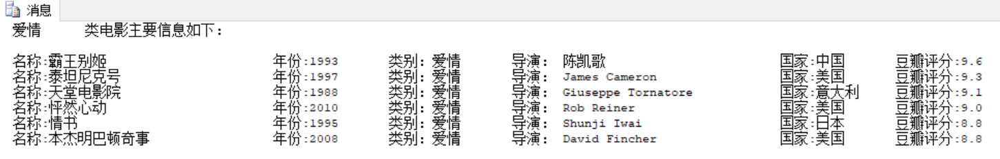 消息
爱情 类电影主要信息如下:
名称:霸王别姬 年份:1993 类别: 爱情 导演: 陈凯歌 国家:中国 豆瓣评分:9.6
名称:泰坦尼克号 年份:1997 类别: 爱情 导演: James Cameron 国家:美国 豆瓣评分:9.3
名称:天堂电影院 年份:1988 类别: 爱情 导演: Giuseppe Tornatore 国家:意大利 豆瓣评分:9.1
名称:怦然心动 年份:2010 类别: 爱情 导演: Rob Reiner 国家:美国 豆瓣评分:9.0
名称:情书 年份:1995 类别: 爱情 导演: Shunji Iwai 国家:日本 豆瓣评分:8.8
名称:本杰明巴顿奇事 年份:2008 类别: 爱情 导演: David Fincher 国家:美国 豆瓣评分:8.8